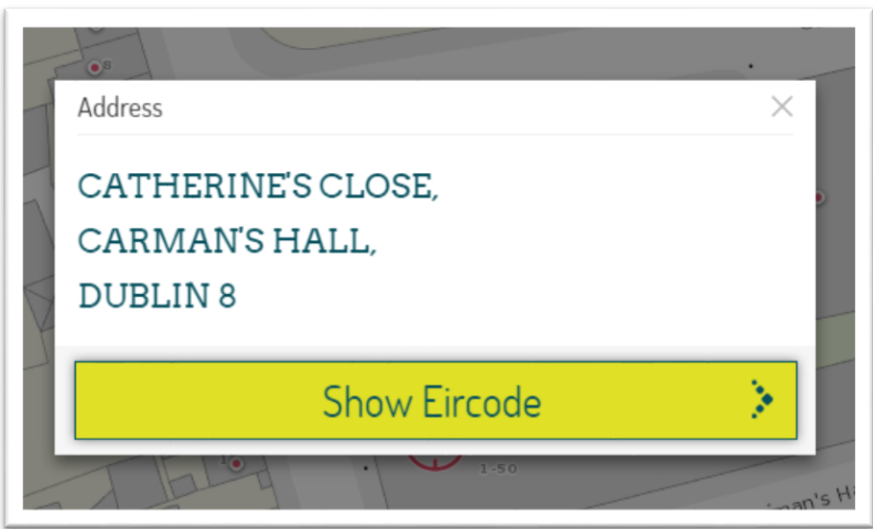 8
Address
CATHERINE'S CLOSE,
CARMAN'S HALL,
DUBLIN 8
Show Eircode
1-50